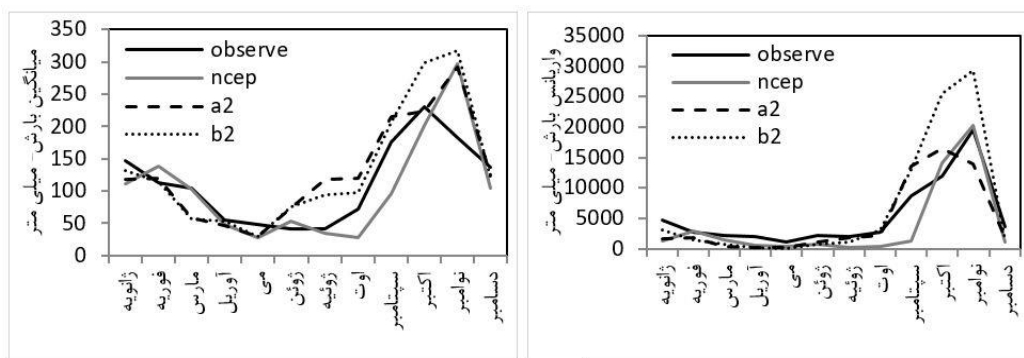 میانگین بارش - میلی متر
350
300
250
200
150
100
50
0
observe
ncep
a2
b2
ژانویه
فوریه
مارس
آوریل
می
ژوئن
ژوئیه
اوت
سپتامبر
اکتبر
نوامبر
دسامبر
واریانس بارش - میلی متر
35000
30000
25000
20000
15000
10000
5000
0
observe
ncep
a2
b2
ژانویه
فوریه
مارس
آوریل
می
ژوئن
ژوئیه
اوت
سپتامبر
اکتبر
نوامبر
دسامبر